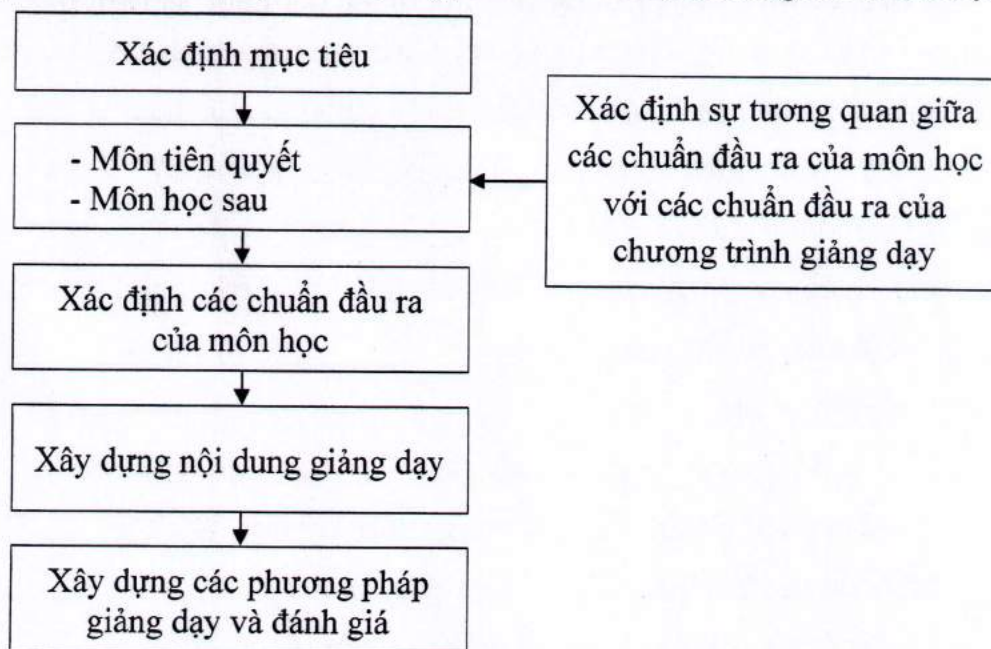 Xác định mục tiêu
- Môn tiên quyết
- Môn học sau
Xác định sự tương quan giữa
các chuẩn đầu ra của môn học
với các chuẩn đầu ra của
chương trình giảng dạy
Xác định các chuẩn đầu ra
của môn học
Xây dựng nội dung giảng dạy
Xây dựng các phương pháp
giảng dạy và đánh giá